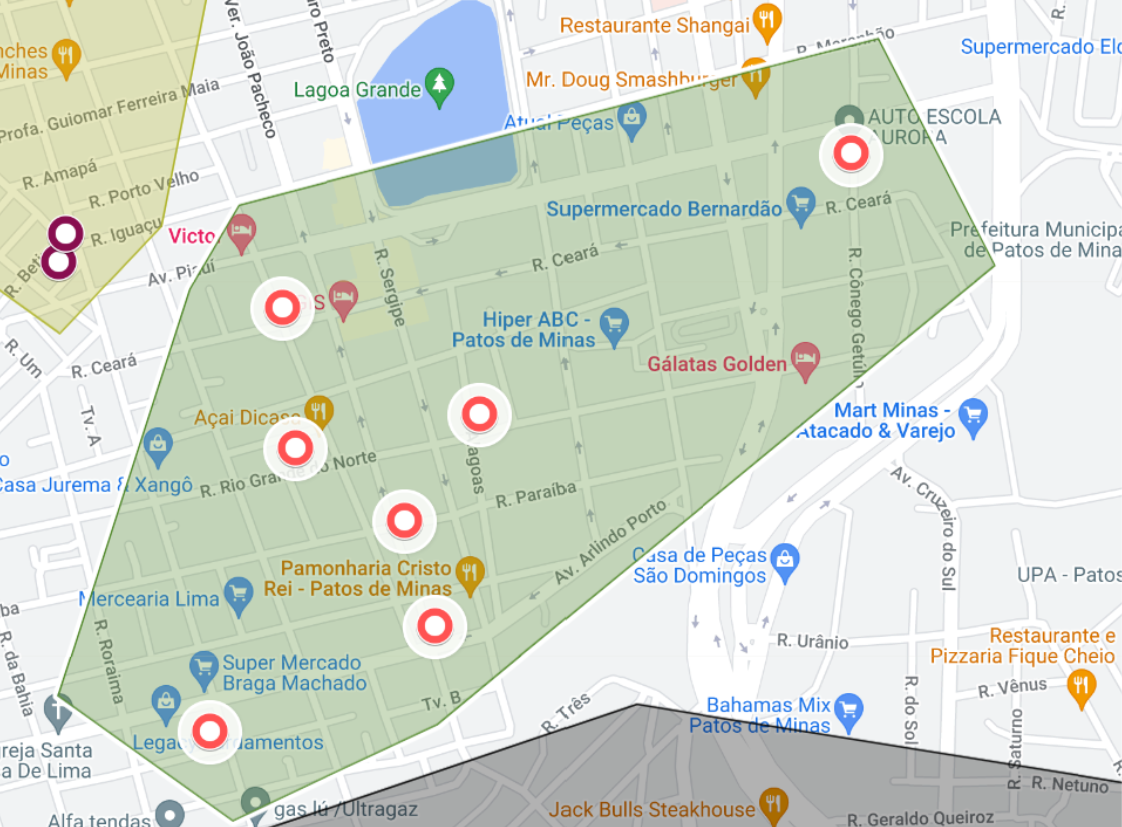 Restaurante Shangai
R. Maranhão
Supermercado
nches
Minas
Ver. João Pacheco
uro Preto
Lagoa Grande
Mr. Doug Smashburger
Profa. Guiomar Ferreira Maia
Atual Peças
AUTO ESCOLA
AURORA
R. Amapá
R. Porto Velho
R. Iguaçu
Victo
Supermercado Bernardão
R. Ceará
Prefeitura Municipa
de Patos de Mina
R. Beti
Av. Piauí
R. Sergipe
R. Ceará
R. Cônego Getúlio
S
Hiper ABC -
Patos de Minas
R. Um
R. Ceará
Gálatas Golden
Tv. A
Açai Dicasa
Mart Minas -
Atacado & Varejo
o
Casa Jurema & Xangô
R. Rio Grande do Norte
agoas
R. Paraíba
Av. Cruzeiro do Sul
Av. Arlindo Porto
Casa de Peças
São Domingos
UPA - Patos
Pamonharia Cristo
Rei - Patos de Minas
Mercearia Lima
ba
R. da Bahia
R. Roraima
R. Urânio
Restaurante e
Pizzaria Fique Cheio
Super Mercado
Braga Machado
Tv. B
R. Três
R. do Sol
R. Vênus
Bahamas Mix
Patos de Minas
R. Saturno
Legacy
reja Santa
a De Lima
R. Netuno
Alfa tendas
gas lú /Ultragaz
Jack Bulls Steakhouse
R. Geraldo Queiroz